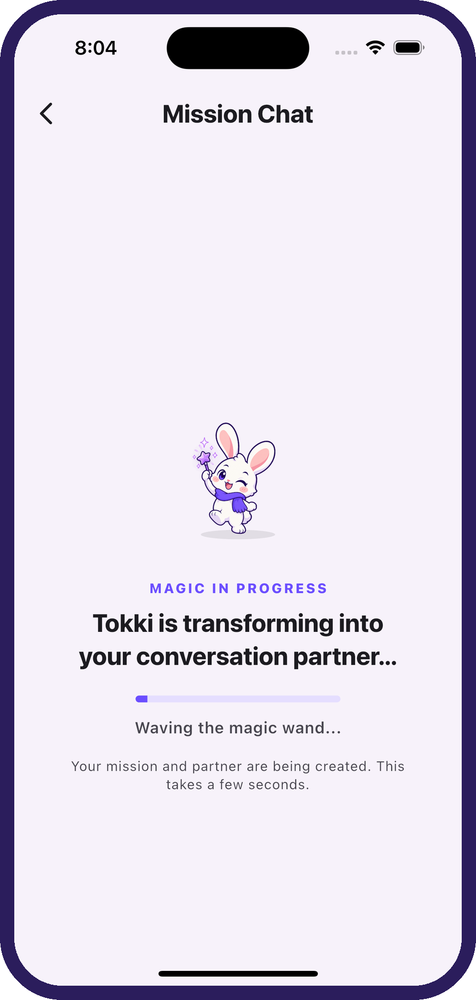 8:04
Mission Chat
MAGIC IN PROGRESS
Tokki is transforming into
your conversation partner...
Waving the magic wand...
Your mission and partner are being created. This
takes a few seconds.